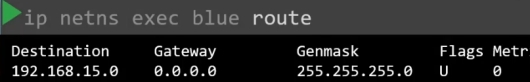 ip netns exec blue route
Destination Gateway Genmask Flags Metr
192.168.15.0 0.0.0.0 255.255.255.0 U 0